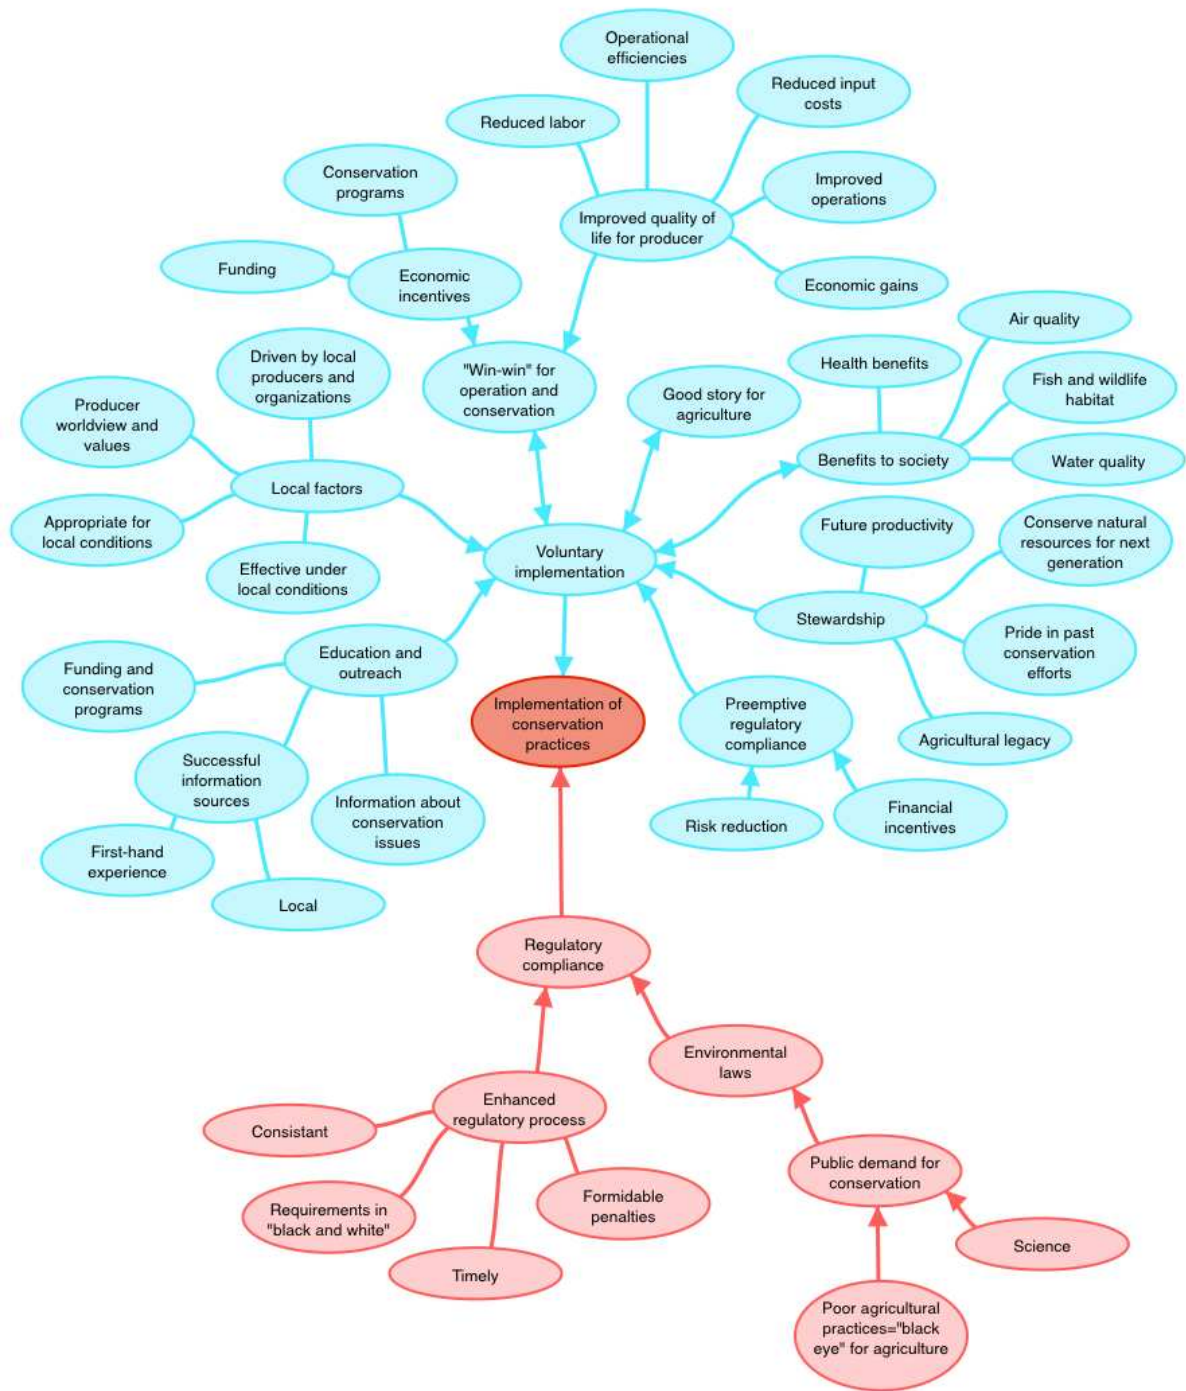 Operational
efficiencies
Reduced input
costs
Reduced labor
Conservation
programs
Improved
operations
Improved quality of
life for producer
Funding
Economic
incentives
Economic gains
Air quality
Driven by local
producers and
organizations
"Win-win" for
operation and
conservation
Health benefits
Good story for
agriculture
Fish and wildlife
habitat
Producer
worldview and
values
Benefits to society
Water quality
Local factors
Appropriate for
local conditions
Future productivity
Conserve natural
resources for next
generation
Voluntary
implementation
Effective under
local conditions
Stewardship
Education and
outreach
Pride in past
conservation
efforts
Funding and
conservation
programs
Implementation of
conservation
practices
Preemptive
regulatory
compliance
Agricultural legacy
Successful
information
sources
Information about
conservation
issues
Risk reduction
Financial
incentives
First-hand
experience
Local
Regulatory
compliance
Environmental
laws
Enhanced
regulatory process
Consistant
Public demand for
conservation
Requirements in
"black and white"
Formidable
penalties
Timely
Science
Poor agricultural
practices="black
eye" for agriculture